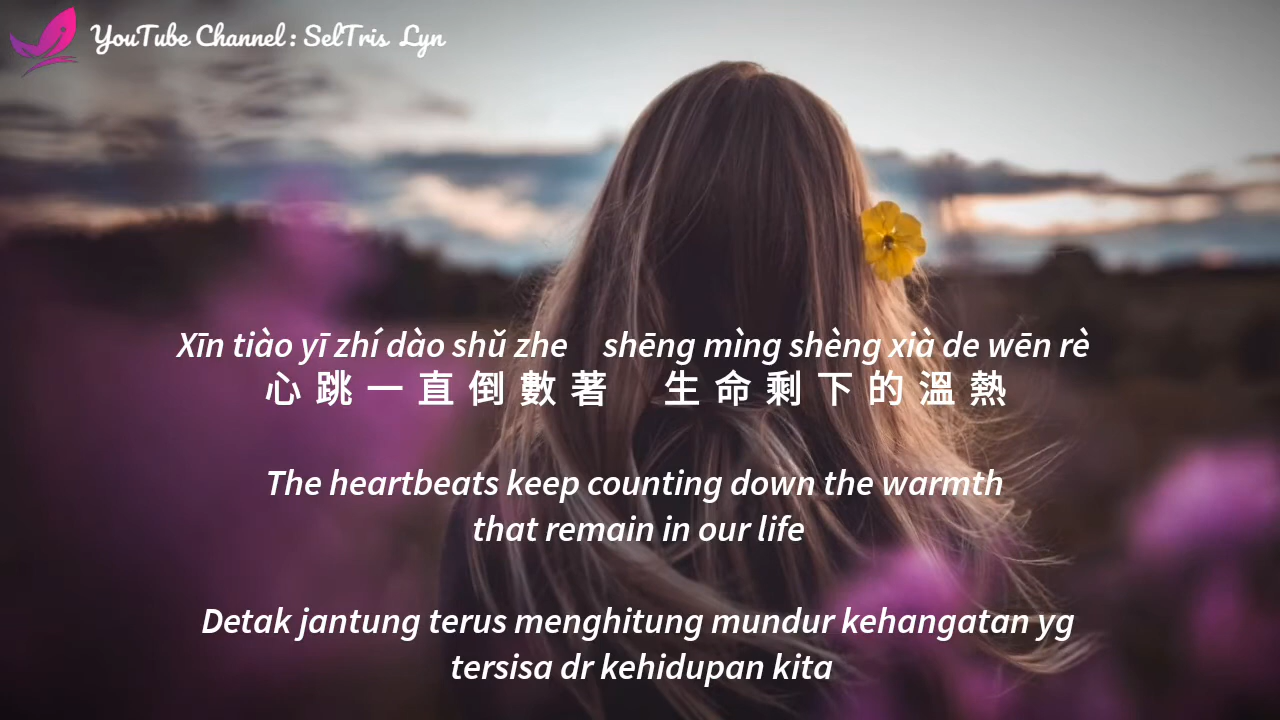 YouTube Channel : SelTris Lyn
Xīn tiào yī zhí dào shǔ zhe shēng mìng shèng xià de wēn rè
心跳一直倒數著 生命剩下的溫熱
The heartbeats keep counting down the warmth
that remain in our life
Detak jantung terus menghitung mundur kehangatan yg
tersisa dr kehidupan kita